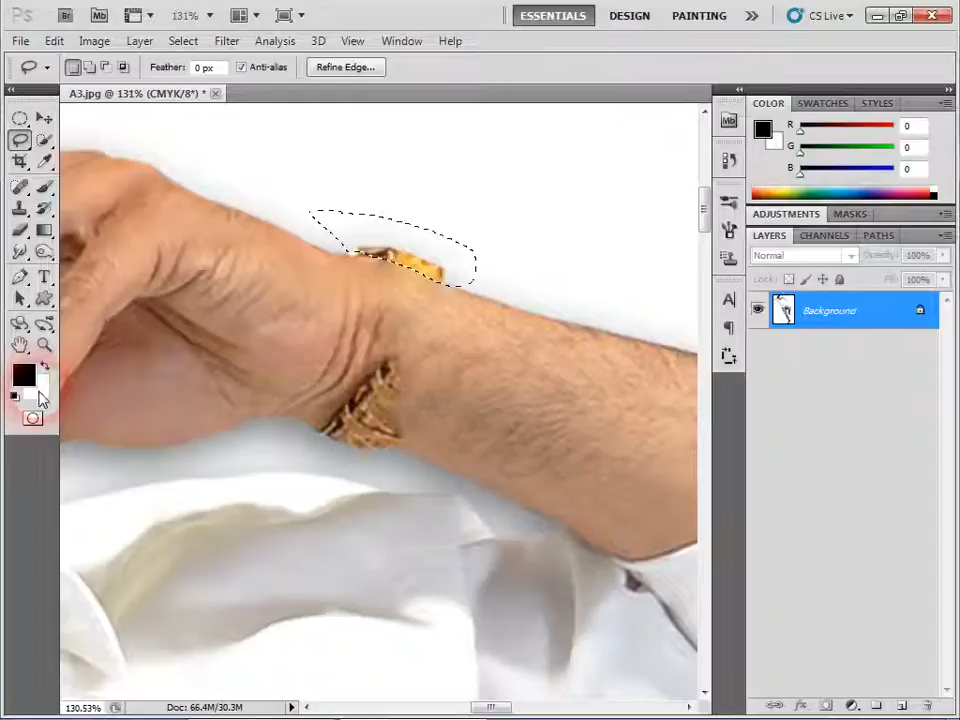 Ps Br Mb 131% ESSENTIALS DESIGN PAINTING CS Live
File Edit Image Layer Select Filter Analysis 3D View Window Help
Feather: 0 px Anti-alias Refine Edge...
A3.jpg @ 131% (CMYK/8*) *
COLOR SWATCHES STYLES
R 0
G 0
B 0
ADJUSTMENTS MASKS
LAYERS CHANNELS PATHS
Normal Opacity: 100%
Lock: Fill: 100%
Background
130.53% Doc: 66.4M/30.3M